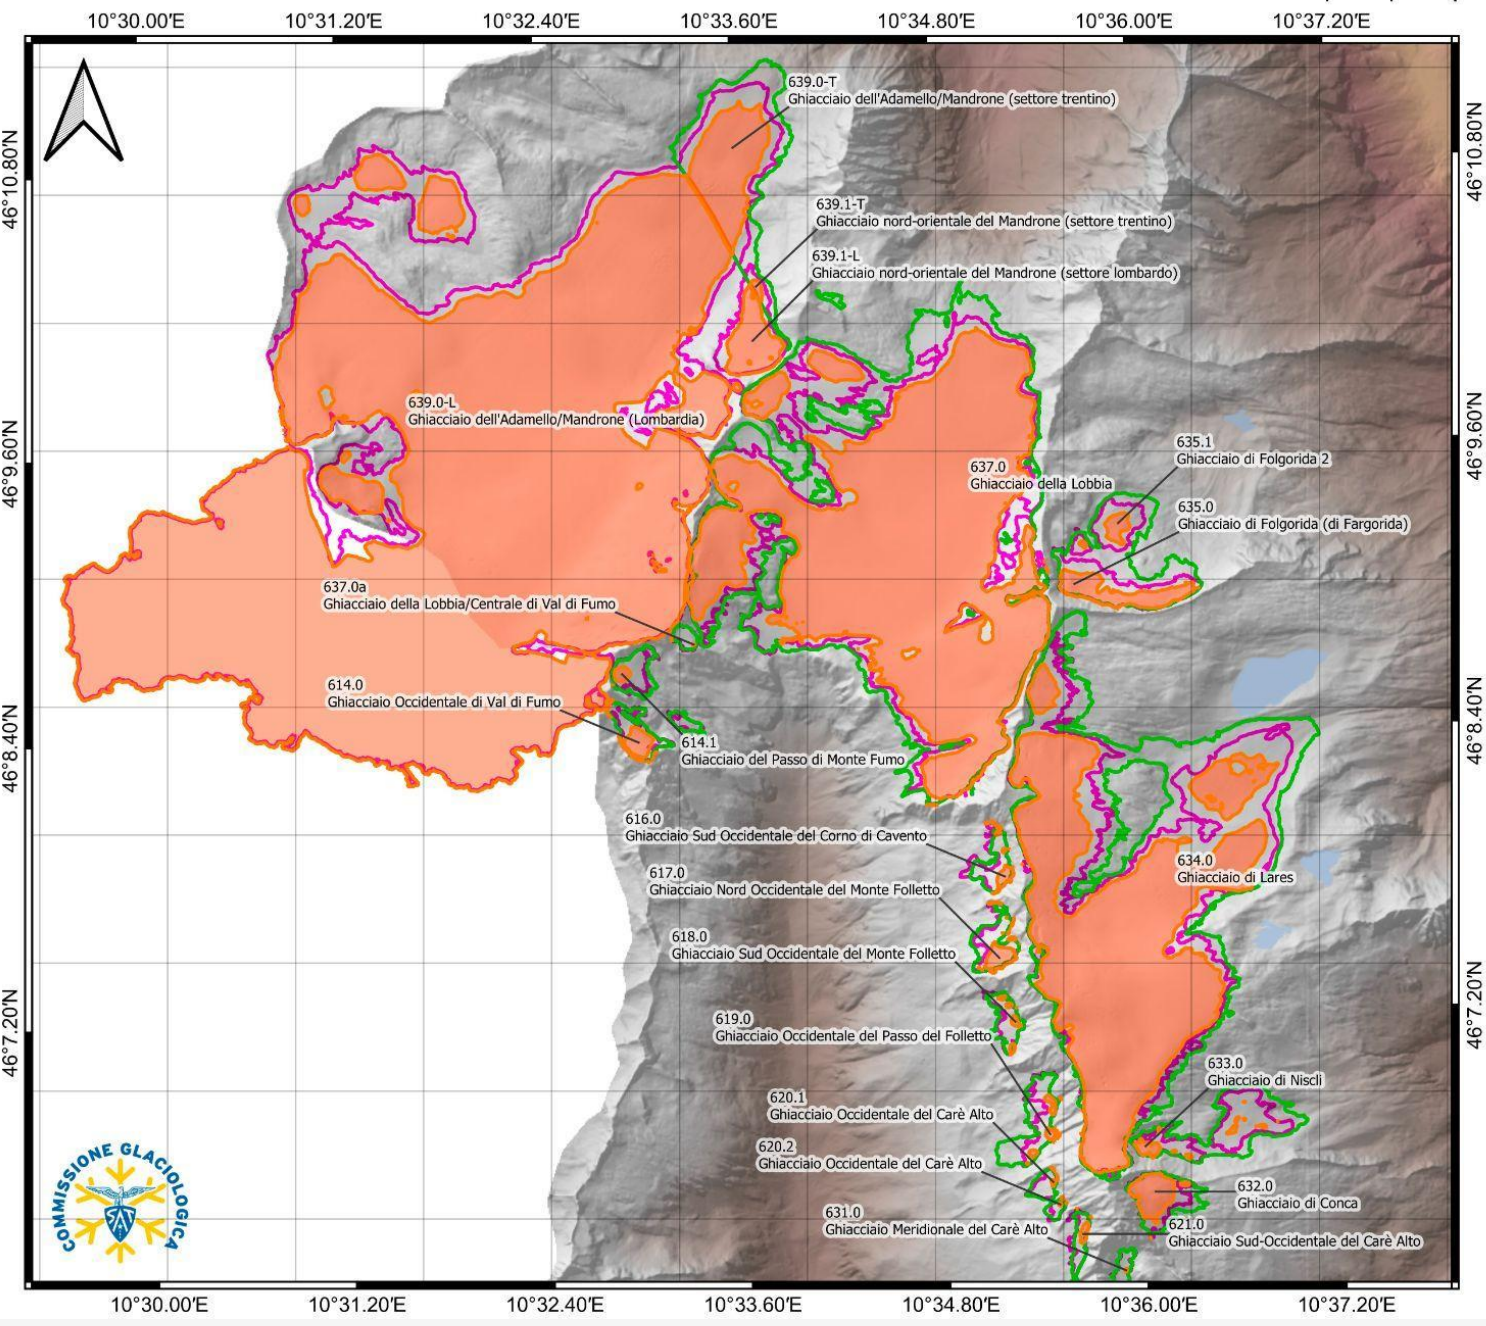 10°30.00'E 10°31.20'E 10°32.40'E 10°33.60'E 10°34.80'E 10°36.00'E 10°37.20'E
46°10.80'N
46°9.60'N
46°8.40'N
46°7.20'N
46°10.80'N
46°9.60'N
46°8.40'N
46°7.20'N
639.0-T
Ghiacciaio dell'Adamello/Mandrone (settore trentino)
639.1-T
Ghiacciaio nord-orientale del Mandrone (settore trentino)
639.1-L
Ghiacciaio nord-orientale del Mandrone (settore lombardo)
639.0-L
Ghiacciaio dell'Adamello/Mandrone (Lombardia)
635.1
Ghiacciaio di Folgorida 2
637.0
Ghiacciaio della Lobbia
635.0
Ghiacciaio di Folgorida (di Fargorida)
637.0a
Ghiacciaio della Lobbia/Centrale di Val di Fumo
614.0
Ghiacciaio Occidentale di Val di Fumo
614.1
Ghiacciaio del Passo di Monte Fumo
616.0
Ghiacciaio Sud Occidentale del Corno di Cavento
634.0
Ghiacciaio di Lares
617.0
Ghiacciaio Nord Occidentale del Monte Folletto
618.0
Ghiacciaio Sud Occidentale del Monte Folletto
619.0
Ghiacciaio Occidentale del Passo del Folletto
633.0
Ghiacciaio di Niscli
620.1
Ghiacciaio Occidentale del Carè Alto
620.2
Ghiacciaio Occidentale del Carè Alto
632.0
Ghiacciaio di Conca
631.0
Ghiacciaio Meridionale del Carè Alto
621.0
Ghiacciaio Sud-Occidentale del Carè Alto
COMMISSIONE GLACIOLOGICA
SAT
10°30.00'E 10°31.20'E 10°32.40'E 10°33.60'E 10°34.80'E 10°36.00'E 10°37.20'E